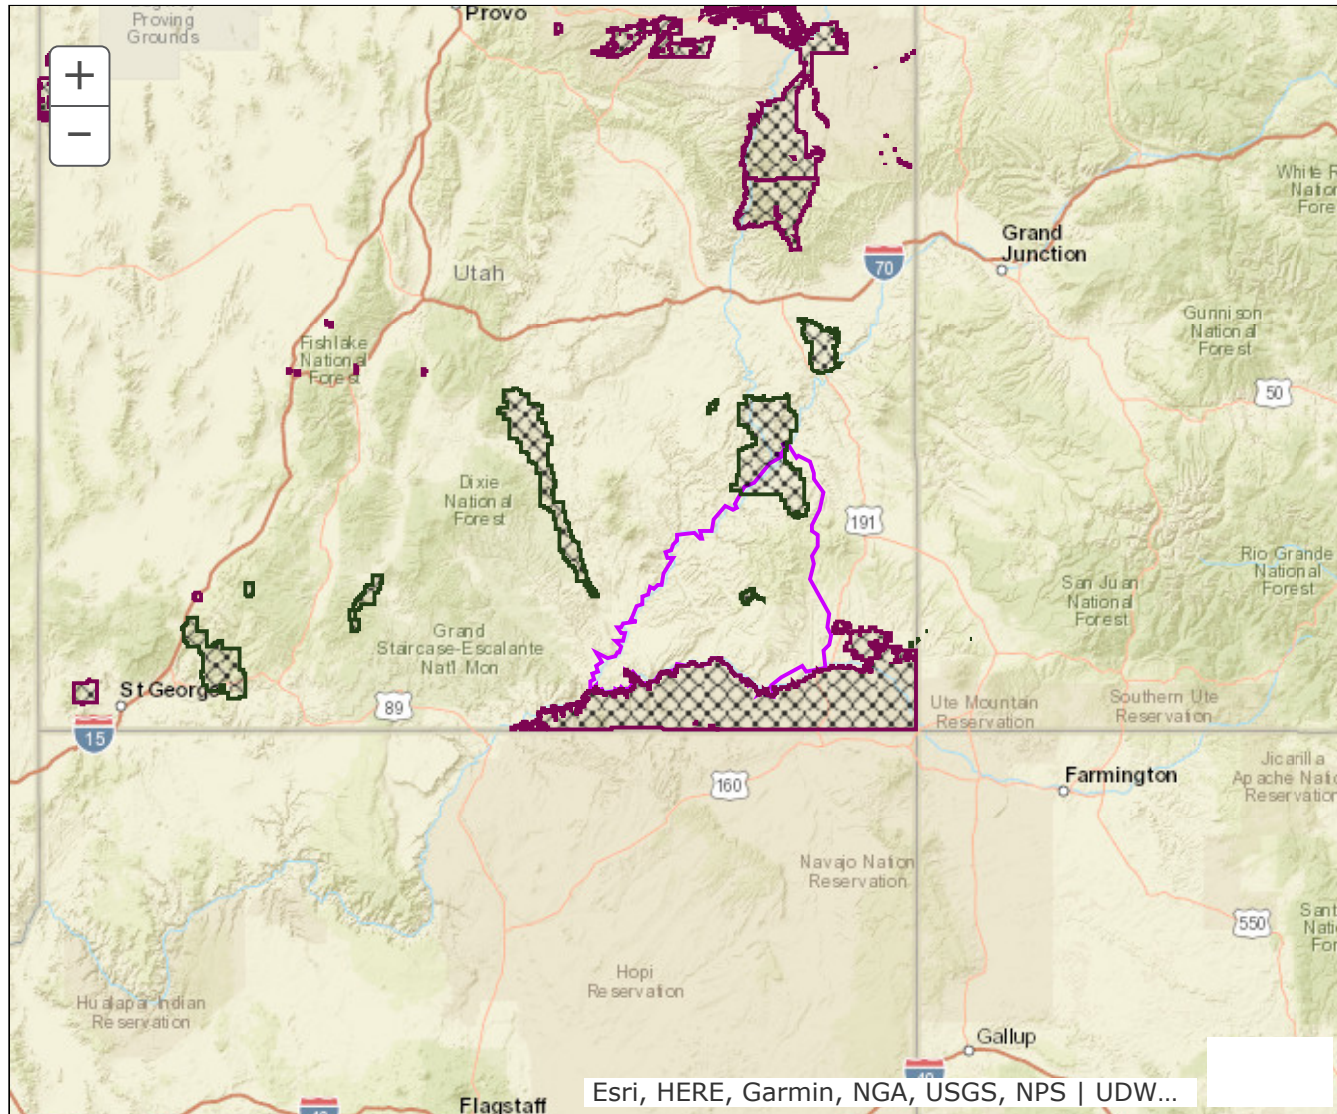 Proving
Grounds
Provo
+
−
White R
Nation
Fore
Grand
Junction
70
Utah
Gunnison
National
Forest
Fishlake
National
Forest
50
Dixie
National
Forest
191
Rio Grande
National
Forest
San Juan
National
Forest
Grand
Staircase-Escalante
Nat'l Mon
St George
89
Ute Mountain
Reservation
Southern Ute
Reservation
15
Jicarilla
Apache Natio
Reservation
Farmington
160
Navajo Nation
Reservation
550
Sant
Natio
For
Hopi
Reservation
Hualapai Indian
Reservation
Gallup
Esri, HERE, Garmin, NGA, USGS, NPS | UDW...
Flagstaff